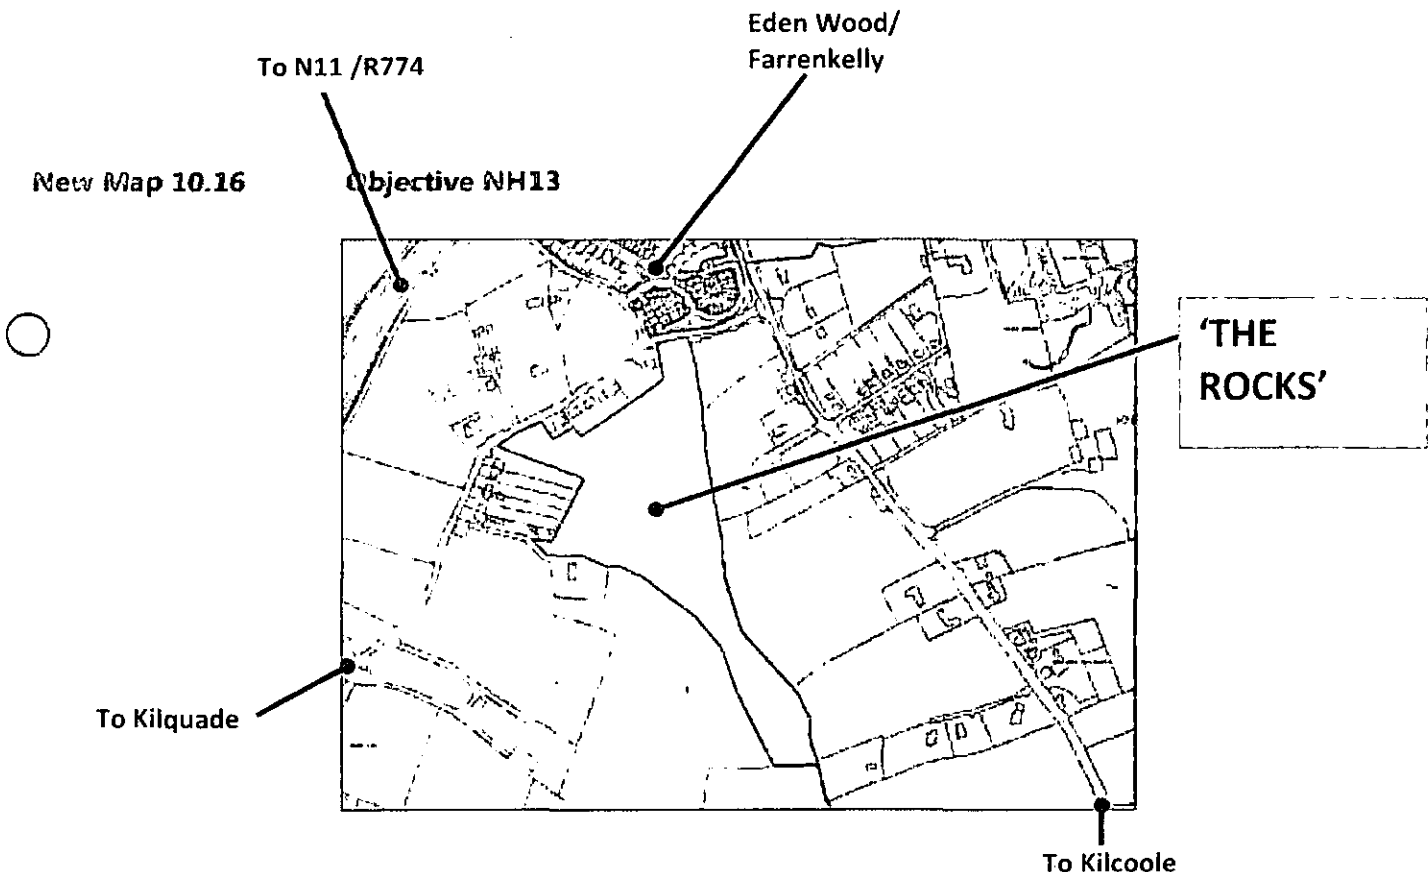 Eden Wood/
Farrenkelly
To N11 /R774
New Map 10.16 Objective NH13
‘THE
ROCKS’
To Kilquade
To Kilcoole